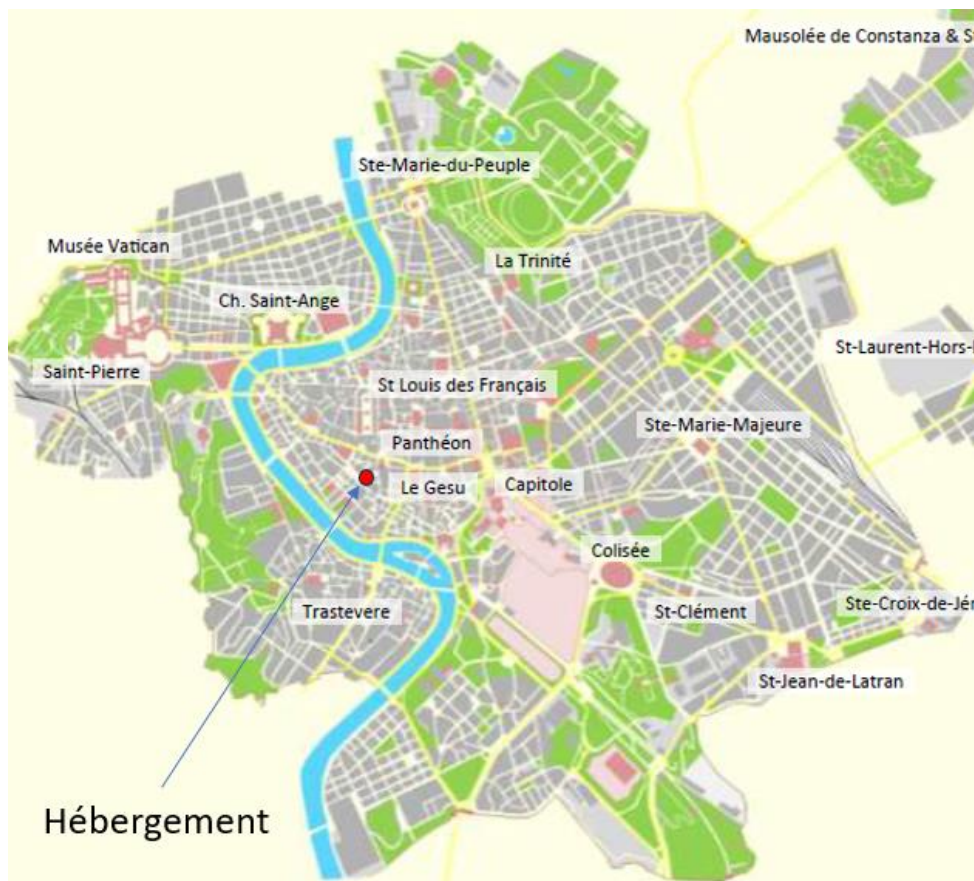 Mausolée de Constanza & St
Ste-Marie-du-Peuple
Musée Vatican
La Trinité
Ch. Saint-Ange
St-Laurent-Hors-
Saint-Pierre
St Louis des Français
Ste-Marie-Majeure
Panthéon
Le Gesu
Capitole
Colisée
Trastevere
St-Clément
Ste-Croix-de-Jér
St-Jean-de-Latran
Hébergement